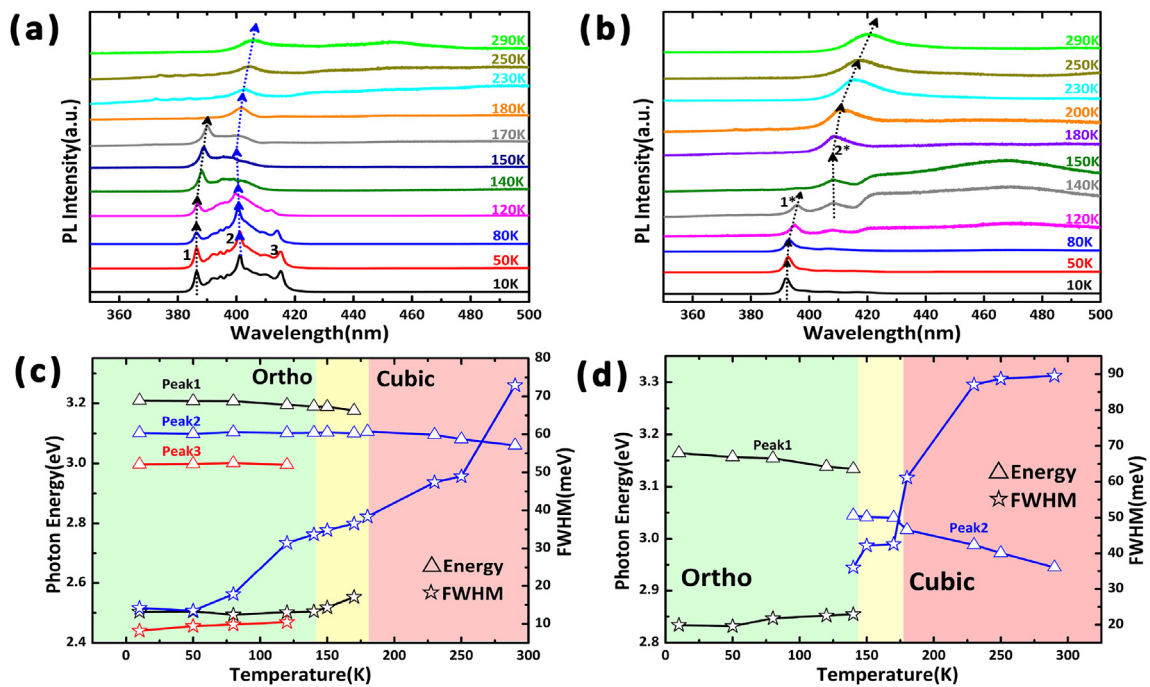 (a)
PL Intensity(a.u.)
290K
250K
230K
180K
170K
150K
140K
120K
80K
50K
10K
1
2
3
360 380 400 420 440 460 480 500
Wavelength(nm)
(b)
PL Intensity(a.u.)
290K
250K
230K
200K
180K
150K
140K
120K
80K
50K
10K
1*
2*
360 380 400 420 440 460 480 500
Wavelength(nm)
(c)
Photon Energy(eV)
3.2
3.0
2.8
2.6
2.4
Ortho
Cubic
Peak1
Peak2
Peak3
Energy
FWHM
80
70
60
50
40
30
20
10
FWHM(meV)
0 50 100 150 200 250 300
Temperature(K)
(d)
Photon Energy(eV)
3.3
3.2
3.1
3.0
2.9
2.8
Peak1
Energy
FWHM
Peak2
Ortho
Cubic
90
80
70
60
50
40
30
20
FWHM(meV)
0 50 100 150 200 250 300
Temperature(K)